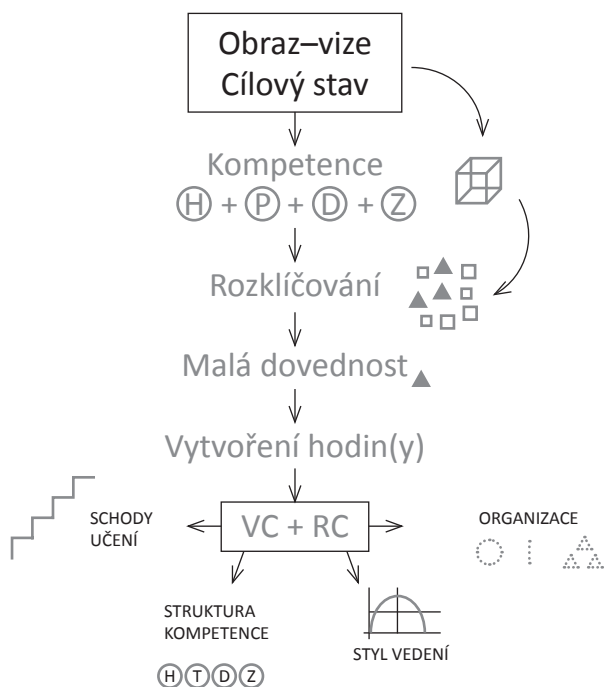 Obraz–vize
Cílový stav
Kompetence
H + P + D + Z
Rozklíčování
Malá dovednost
Vytvoření hodin(y)
VC + RC
SCHODY
UČENÍ
ORGANIZACE
STRUKTURA
KOMPETENCE
H T D Z
STYL VEDENÍ